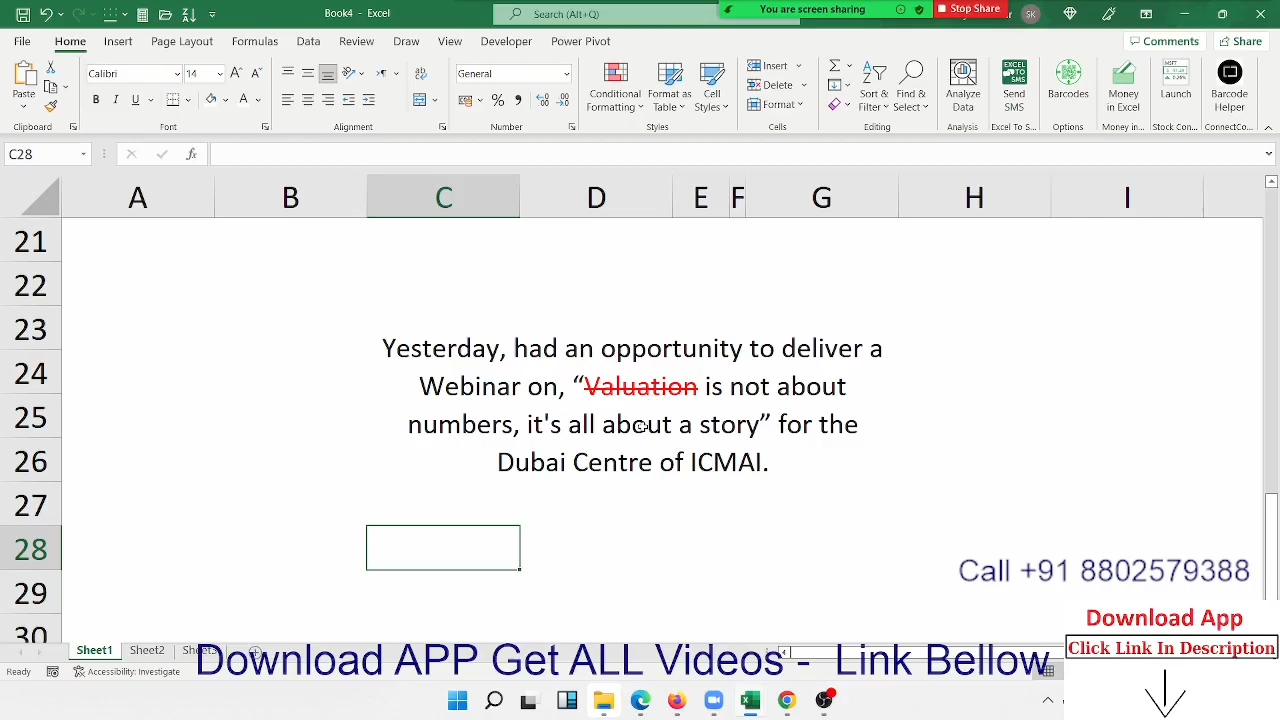 Book4 - Excel
Search (Alt+Q)
You are screen sharing
Stop Share
SK
File Home Insert Page Layout Formulas Data Review Automate Draw View Developer Power Pivot
Comments
Share
Paste
Calibri
14
General
Conditional Formatting
Format as Table
Cell Styles
Insert
Delete
Format
Sort & Filter
Find & Select
Analyze Data
Send SMS
Barcodes
Money in Excel
Launch
Barcode Helper
Clipboard
Font
Alignment
Number
Styles
Cells
Editing
Analysis
Excel To S...
Options
Money in...
Stock Con...
ConnectCo...
C28
A B C D E F G H I
21
22
23
24
25
26
27
28
29
30
Yesterday, had an opportunity to deliver a
Webinar on, “Valuation is not about
numbers, it's all about a story” for the
Dubai Centre of ICMAI.
Call +91 8802579388
Download App
Click Link In Description
Sheet1 Sheet2
Download APP Get ALL Videos - Link Bellow
Ready
Accessibility: Investigate